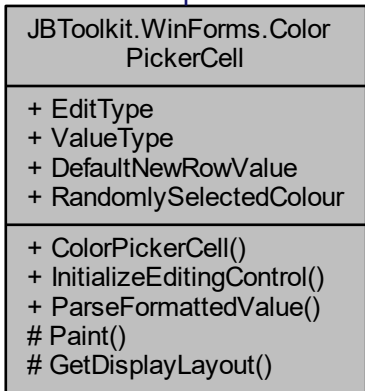 JBToolkit.WinForms.Color
PickerCell
+ EditType
+ ValueType
+ DefaultNewRowValue
+ RandomlySelectedColour
+ ColorPickerCell()
+ InitializeEditingControl()
+ ParseFormattedValue()
# Paint()
# GetDisplayLayout()